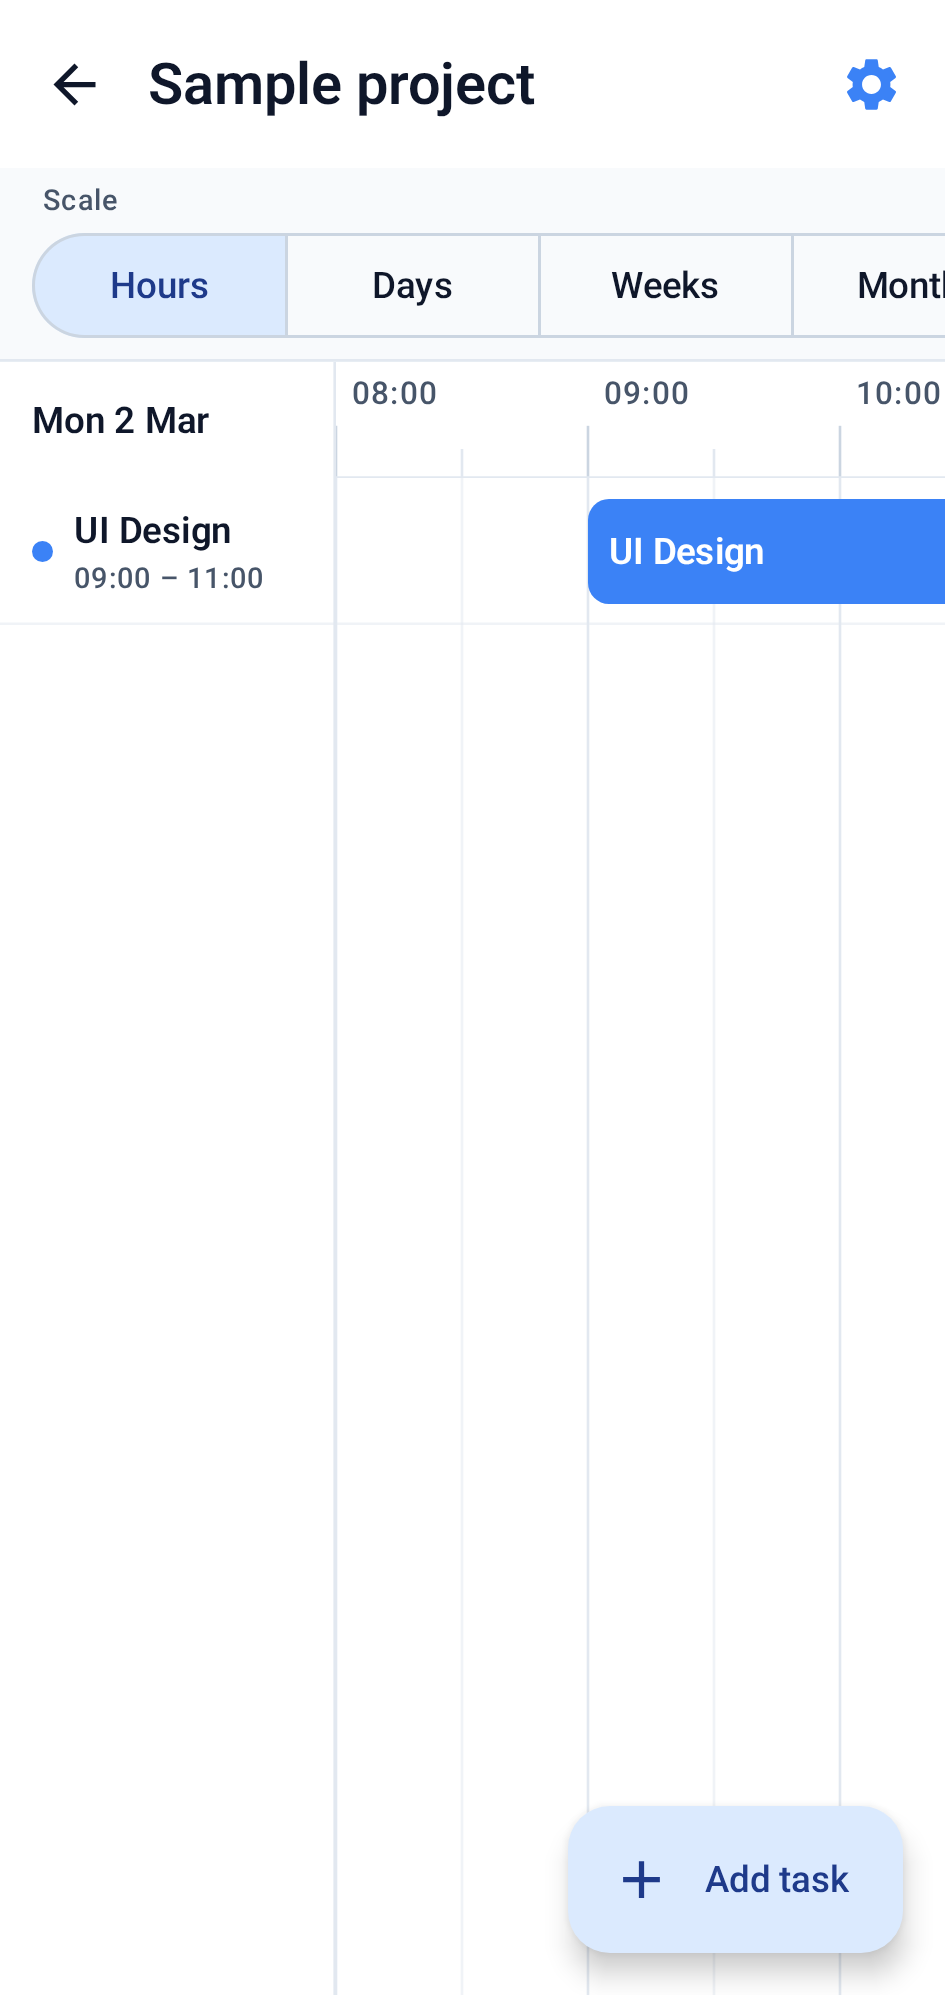 Sample project
Scale
Hours Days Weeks Month
08:00 09:00 10:00
Mon 2 Mar
UI Design
09:00 – 11:00
UI Design
Add task